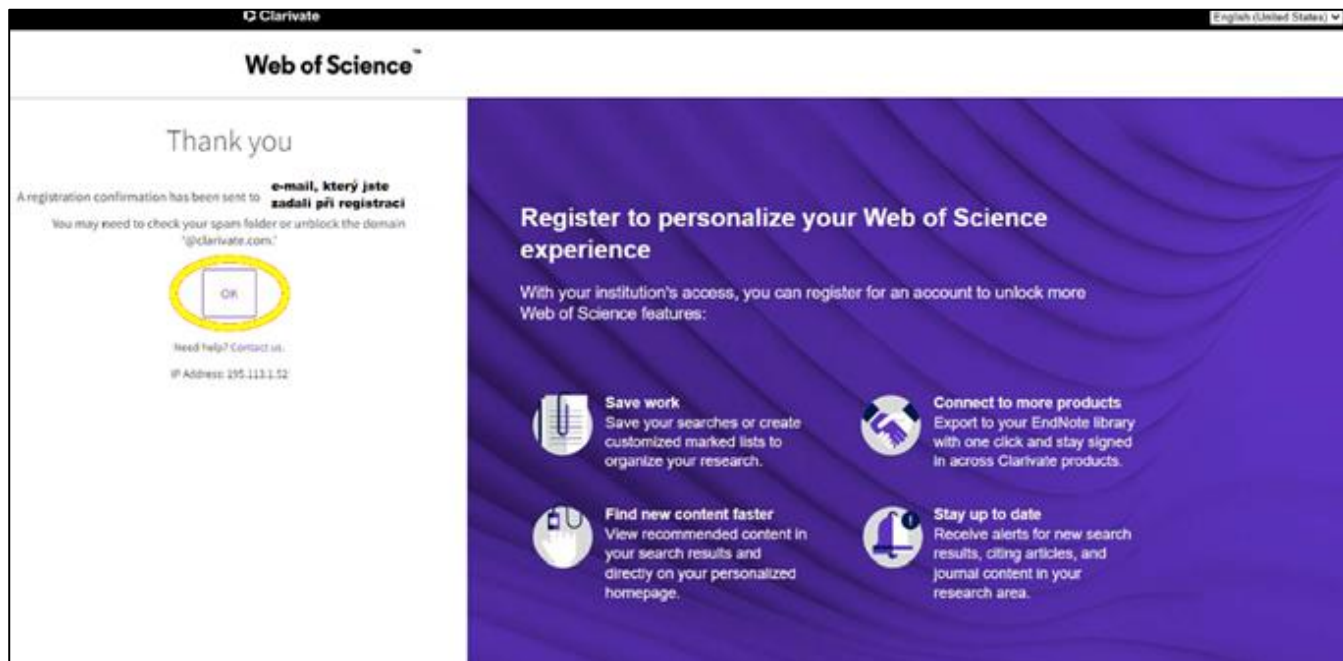 Clarivate
English (United States)
Web of Science™
Thank you
A registration confirmation has been sent to e-mail, který jste
zadali při registraci
You may need to check your spam folder or unblock the domain
'@clarivate.com.'
OK
Need help? Contact us.
IP Address: 195.113.1.52
Register to personalize your Web of Science
experience
With your institution's access, you can register for an account to unlock more
Web of Science features:
Save work
Save your searches or create
customized marked lists to
organize your research.
Connect to more products
Export to your EndNote library
with one click and stay signed
in across Clarivate products.
Find new content faster
View recommended content in
your search results and
directly on your personalized
homepage.
Stay up to date
Receive alerts for new search
results, citing articles, and
journal content in your
research area.